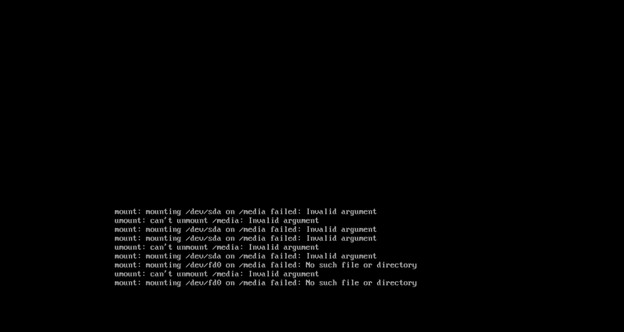 mount: mounting /dev/sda on /media failed: Invalid argument
umount: can't unmount /media: Invalid argument
mount: mounting /dev/sda on /media failed: Invalid argument
mount: mounting /dev/sda on /media failed: Invalid argument
umount: can't unmount /media: Invalid argument
mount: mounting /dev/sda on /media failed: Invalid argument
mount: mounting /dev/fd0 on /media failed: No such file or directory
umount: can't unmount /media: Invalid argument
mount: mounting /dev/fd0 on /media failed: No such file or directory